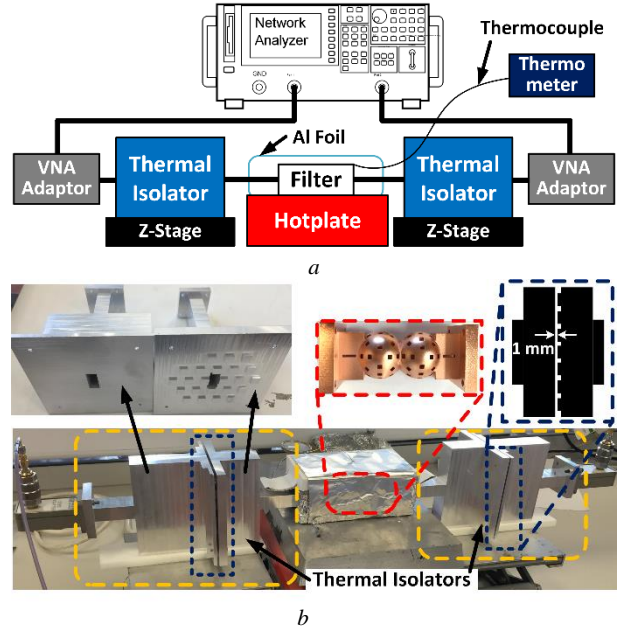 Network
Analyzer
GND
Thermocouple
Thermo
meter
Al Foil
VNA
Adaptor
Thermal
Isolator
Filter
Thermal
Isolator
VNA
Adaptor
Z-Stage
Hotplate
Z-Stage
a
1 mm
Thermal Isolators
b